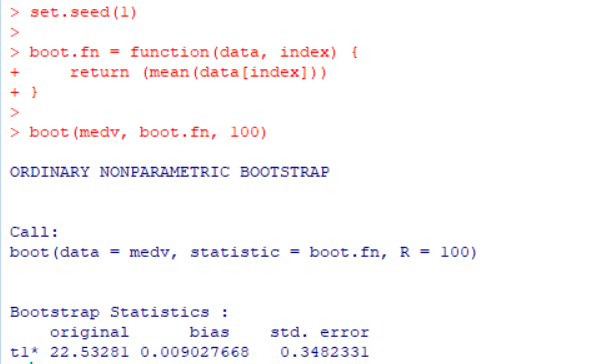 > set.seed(1)
>
> boot.fn = function(data, index) {
+     return (mean(data[index]))
+ }
>
> boot(medv, boot.fn, 100)
ORDINARY NONPARAMETRIC BOOTSTRAP
Call:
boot(data = medv, statistic = boot.fn, R = 100)
Bootstrap Statistics :
    original      bias    std. error
t1* 22.53281 0.009027668   0.3482331